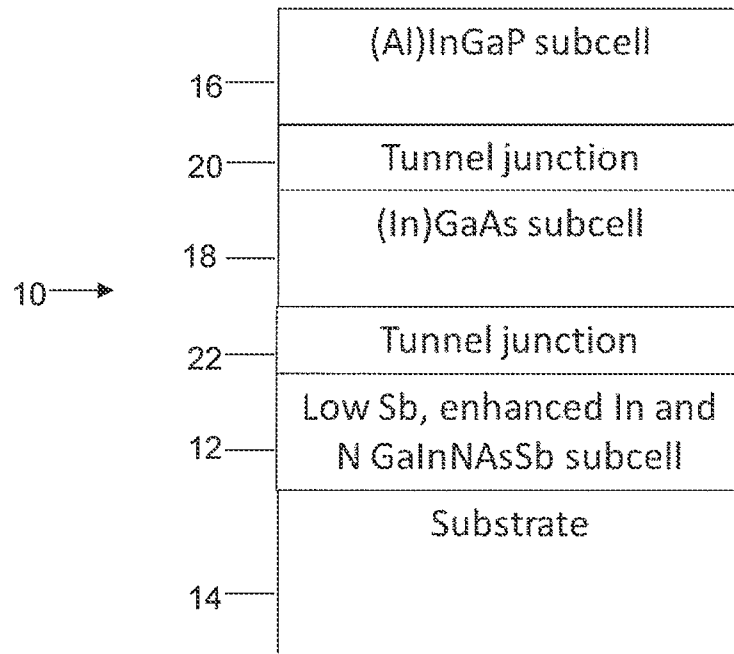 (Al)InGaP subcell
16
20
Tunnel junction
(In)GaAs subcell
18
10
Tunnel junction
22
Low Sb, enhanced In and
12
N GaInNAsSb subcell
Substrate
14